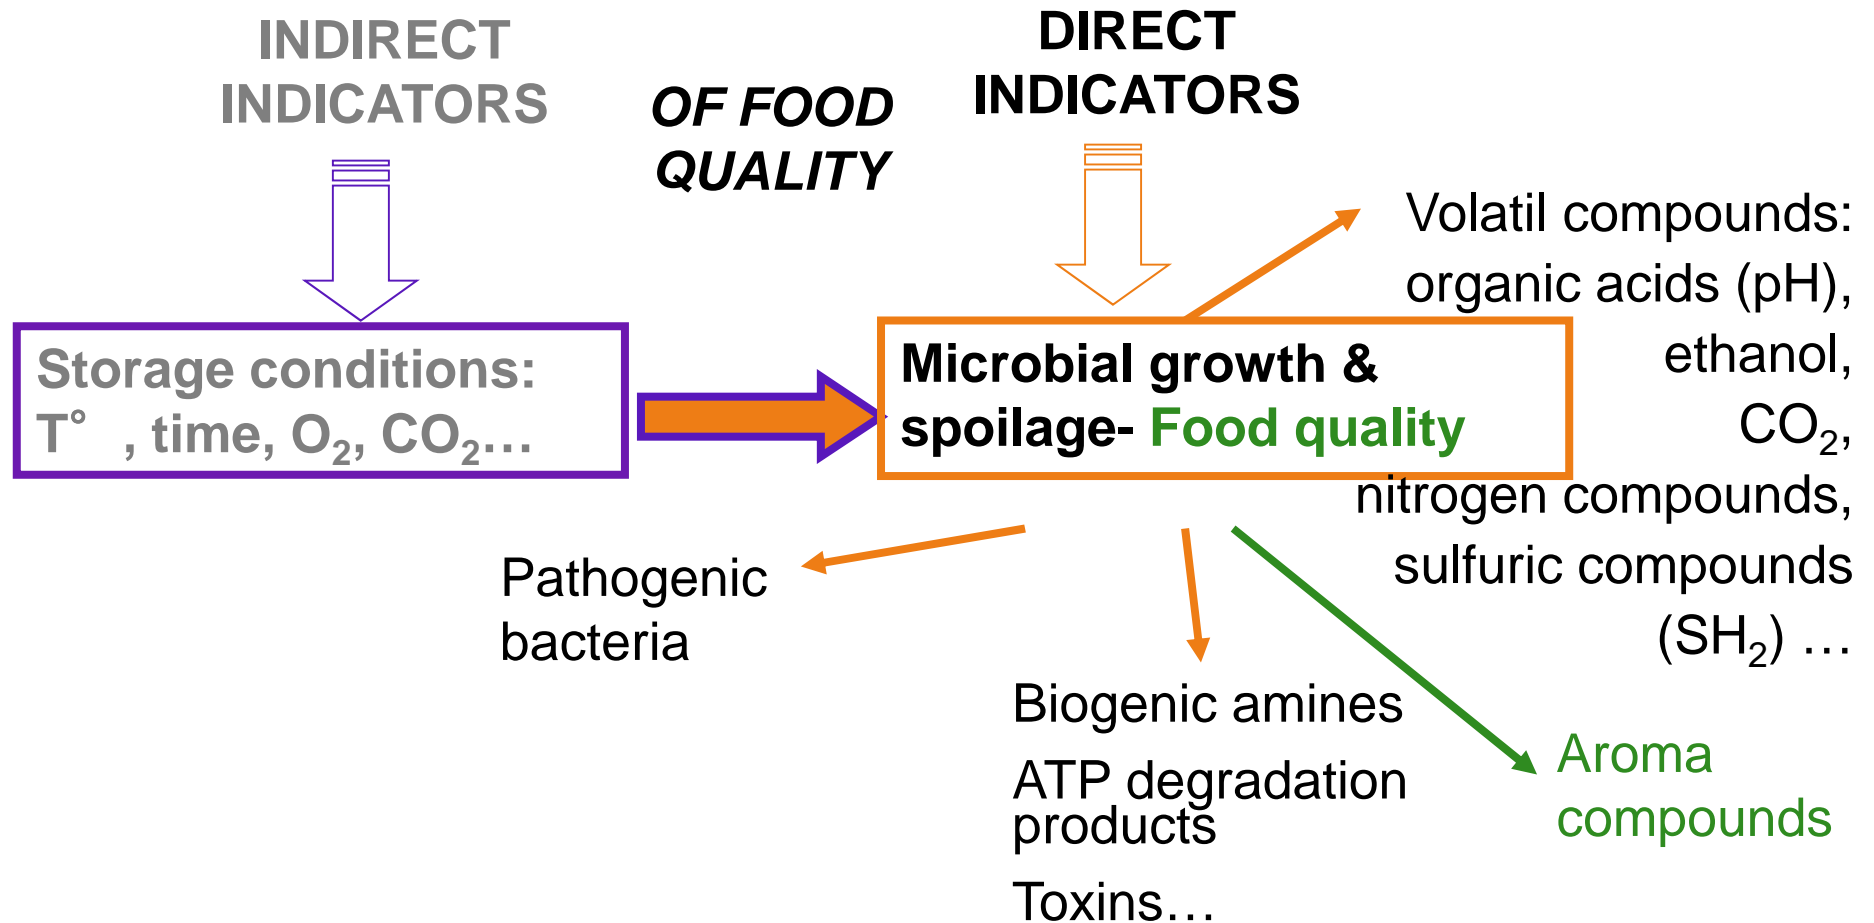 INDIRECT
INDICATORS
OF FOOD
QUALITY
DIRECT
INDICATORS
Storage conditions:
T° , time, O₂, CO₂…
Microbial growth &
spoilage- Food quality
Volatil compounds:
organic acids (pH),
ethanol,
CO₂,
nitrogen compounds,
sulfuric compounds
(SH₂) …
Pathogenic
bacteria
Biogenic amines
ATP degradation
products
Toxins…
Aroma
compounds